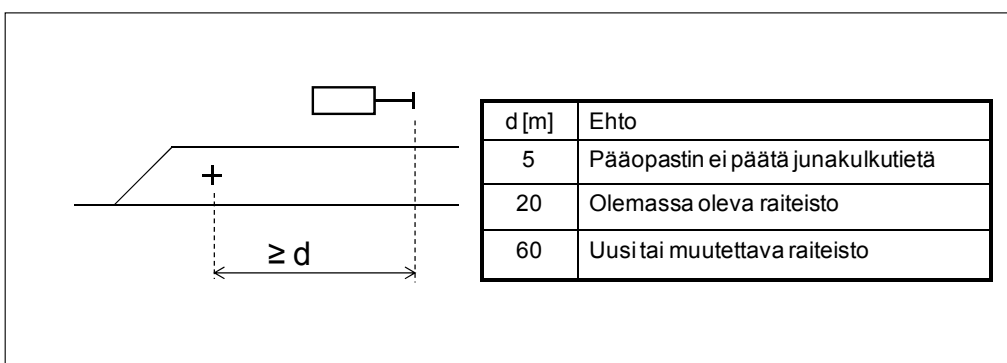 ≥ d
d [m] Ehto
5 Pääopastin ei päätä junakulkutietä
20 Olemassa oleva raiteisto
60 Uusi tai muutettava raiteisto